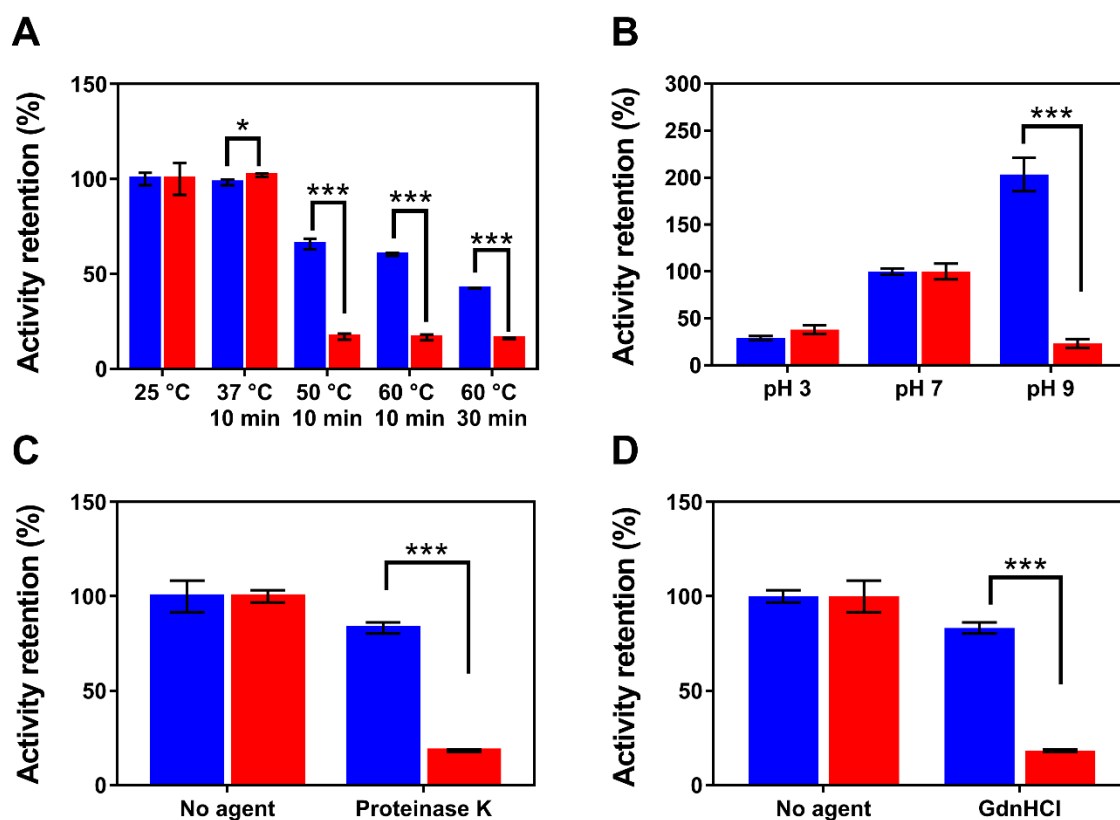 A
Activity retention (%)
150
100
50
0
*
***
***
***
25 °C
37 °C
10 min
50 °C
10 min
60 °C
10 min
60 °C
30 min
B
Activity retention (%)
300
250
200
150
100
50
0
***
pH 3
pH 7
pH 9
C
Activity retention (%)
150
100
50
0
***
No agent
Proteinase K
D
Activity retention (%)
150
100
50
0
***
No agent
GdnHCl